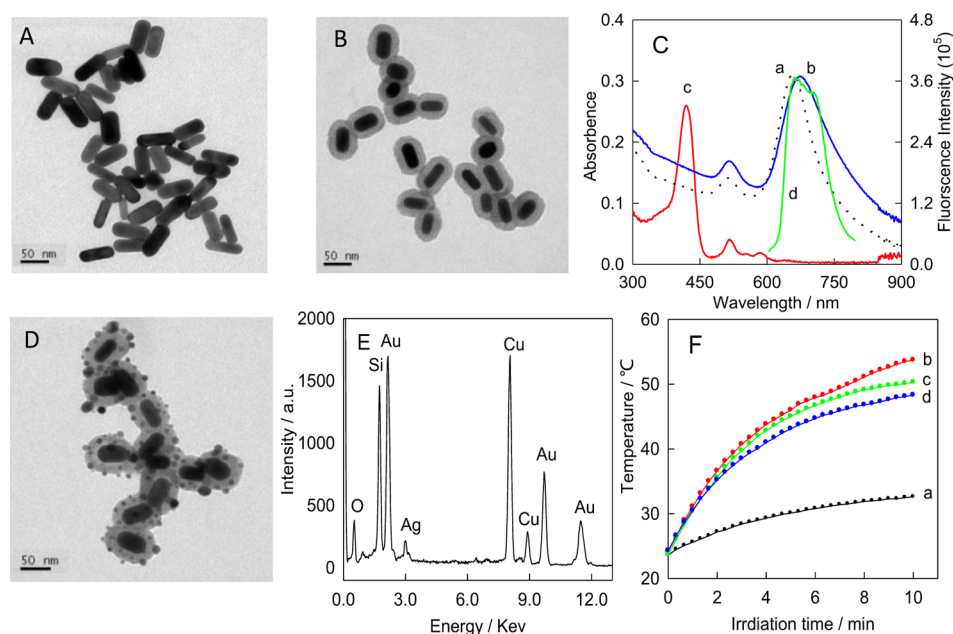 A
50 nm
B
50 nm
C
a
b
c
d
0.4
0.3
0.2
0.1
0.0
Absorbence
4.8
3.6
2.4
1.2
0.0
Fluorescence Intensity (10⁵)
300 450 600 750 900
Wavelength / nm
D
50 nm
E
2000
1500
1000
500
0
Intensity / a.u.
O
Si
Au
Ag
Cu
Cu
Au
Au
0.0 3.0 6.0 9.0 12.0
Energy / Kev
F
60
50
40
30
20
Temperature / ℃
b
c
d
a
0 2 4 6 8 10
Irrdiation time / min